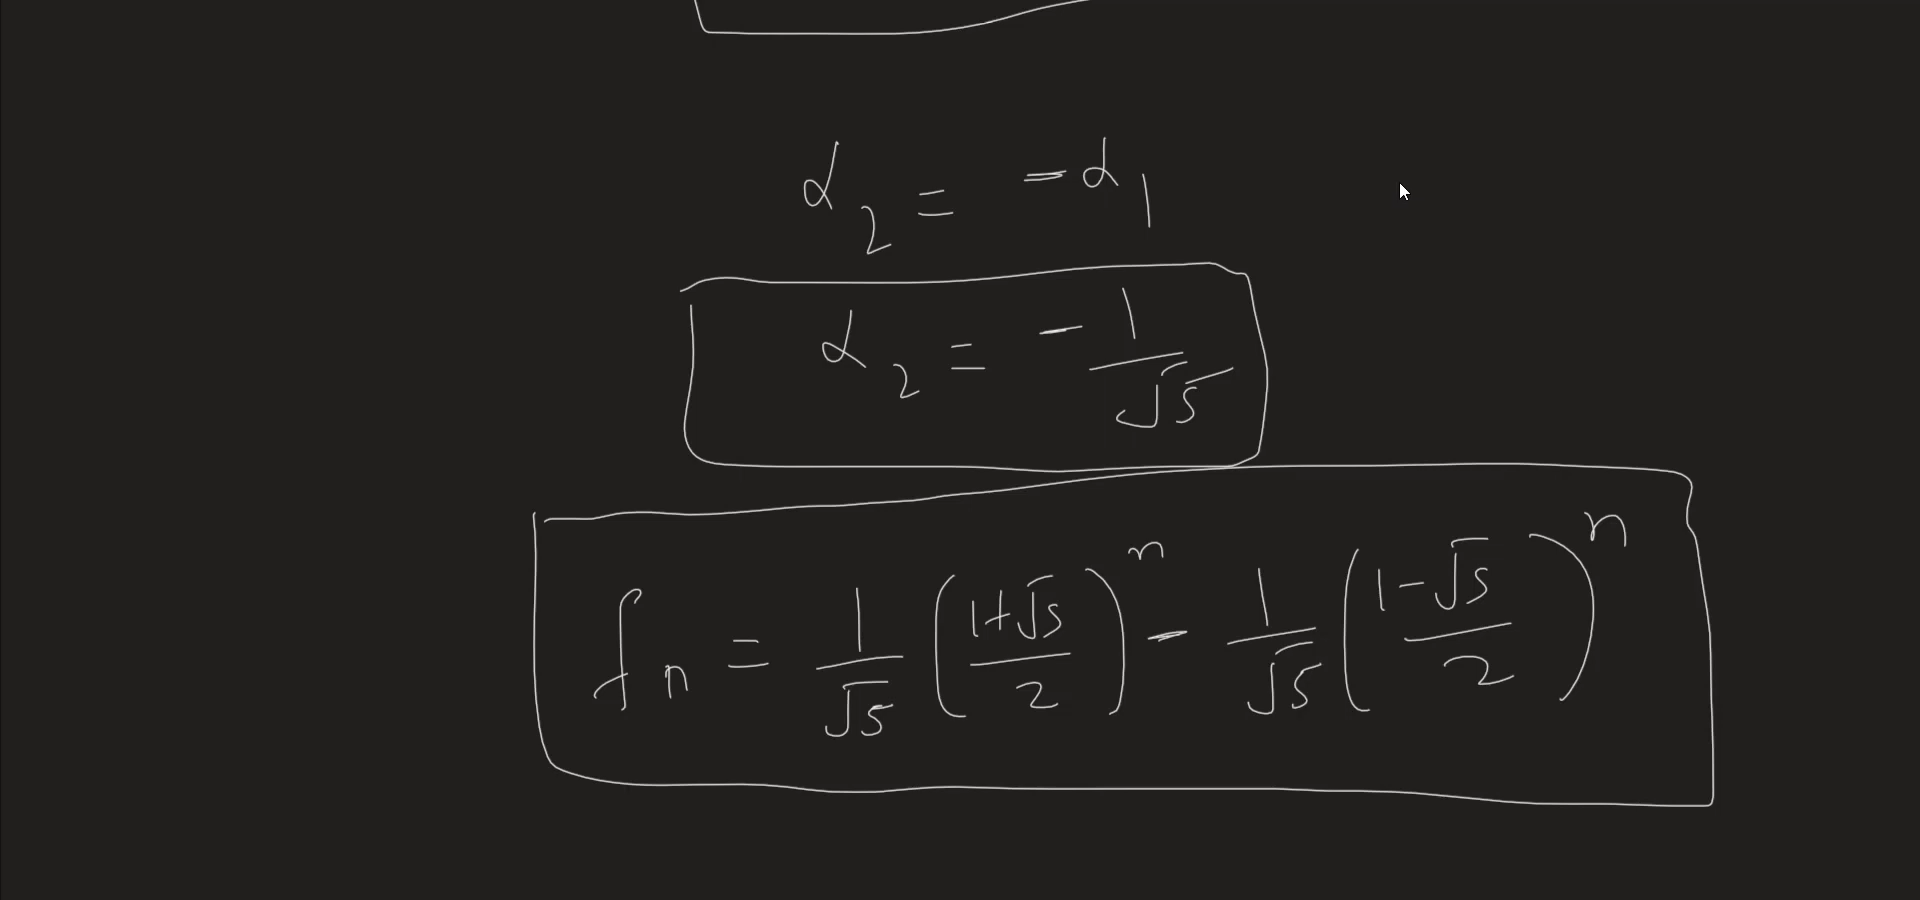 α₂ = -α₁
α₂ = - 1/√5
fₙ = 1/√5 ((1+√5)/2)ⁿ - 1/√5 ((1-√5)/2)ⁿ